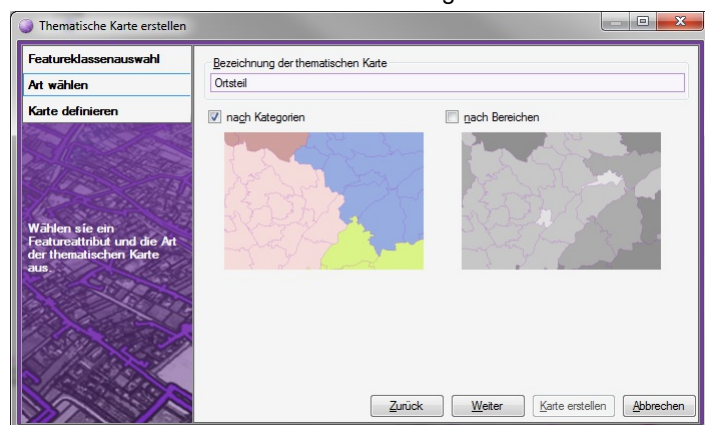 Thematische Karte erstellen
Featureklassenauswahl
Art wählen
Karte definieren
Wählen sie ein
Featureattribut und die Art
der thematischen Karte
aus.
Bezeichnung der thematischen Karte
Ortsteil
nach Kategorien
nach Bereichen
Zurück
Weiter
Karte erstellen
Abbrechen